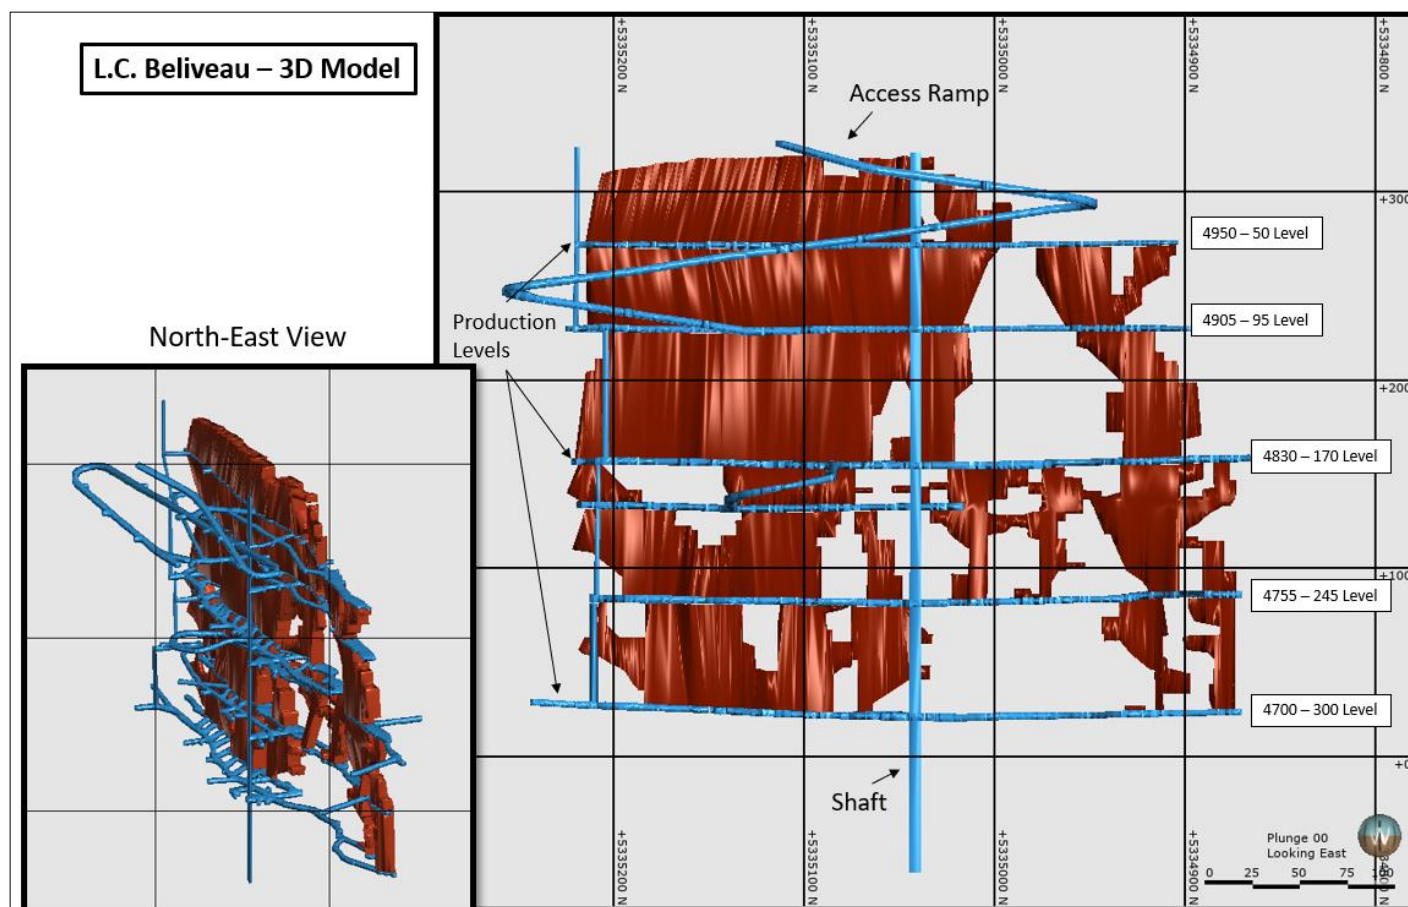 L.C. Beliveau – 3D Model
+5335200 N
+5335100 N
+5335000 N
+5334900 N
+5334800 N
Access Ramp
+300
4950 – 50 Level
4905 – 95 Level
Production
Levels
North-East View
+200
4830 – 170 Level
+100
4755 – 245 Level
4700 – 300 Level
+0
Shaft
+5335200 N
+5335100 N
+5335000 N
+5334900 N
Plunge 00
Looking East
0 25 50 75 100